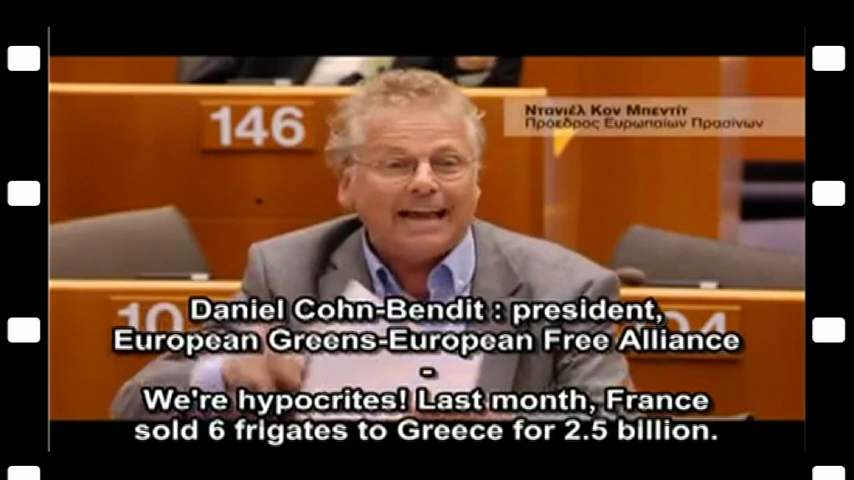 146
Ντανιέλ Κον Μπεντίτ
Πρόεδρος Ευρωπαίων Πρασίνων
Daniel Cohn-Bendit : president,
European Greens-European Free Alliance
-
We're hypocrites! Last month, France
sold 6 frigates to Greece for 2.5 billion.